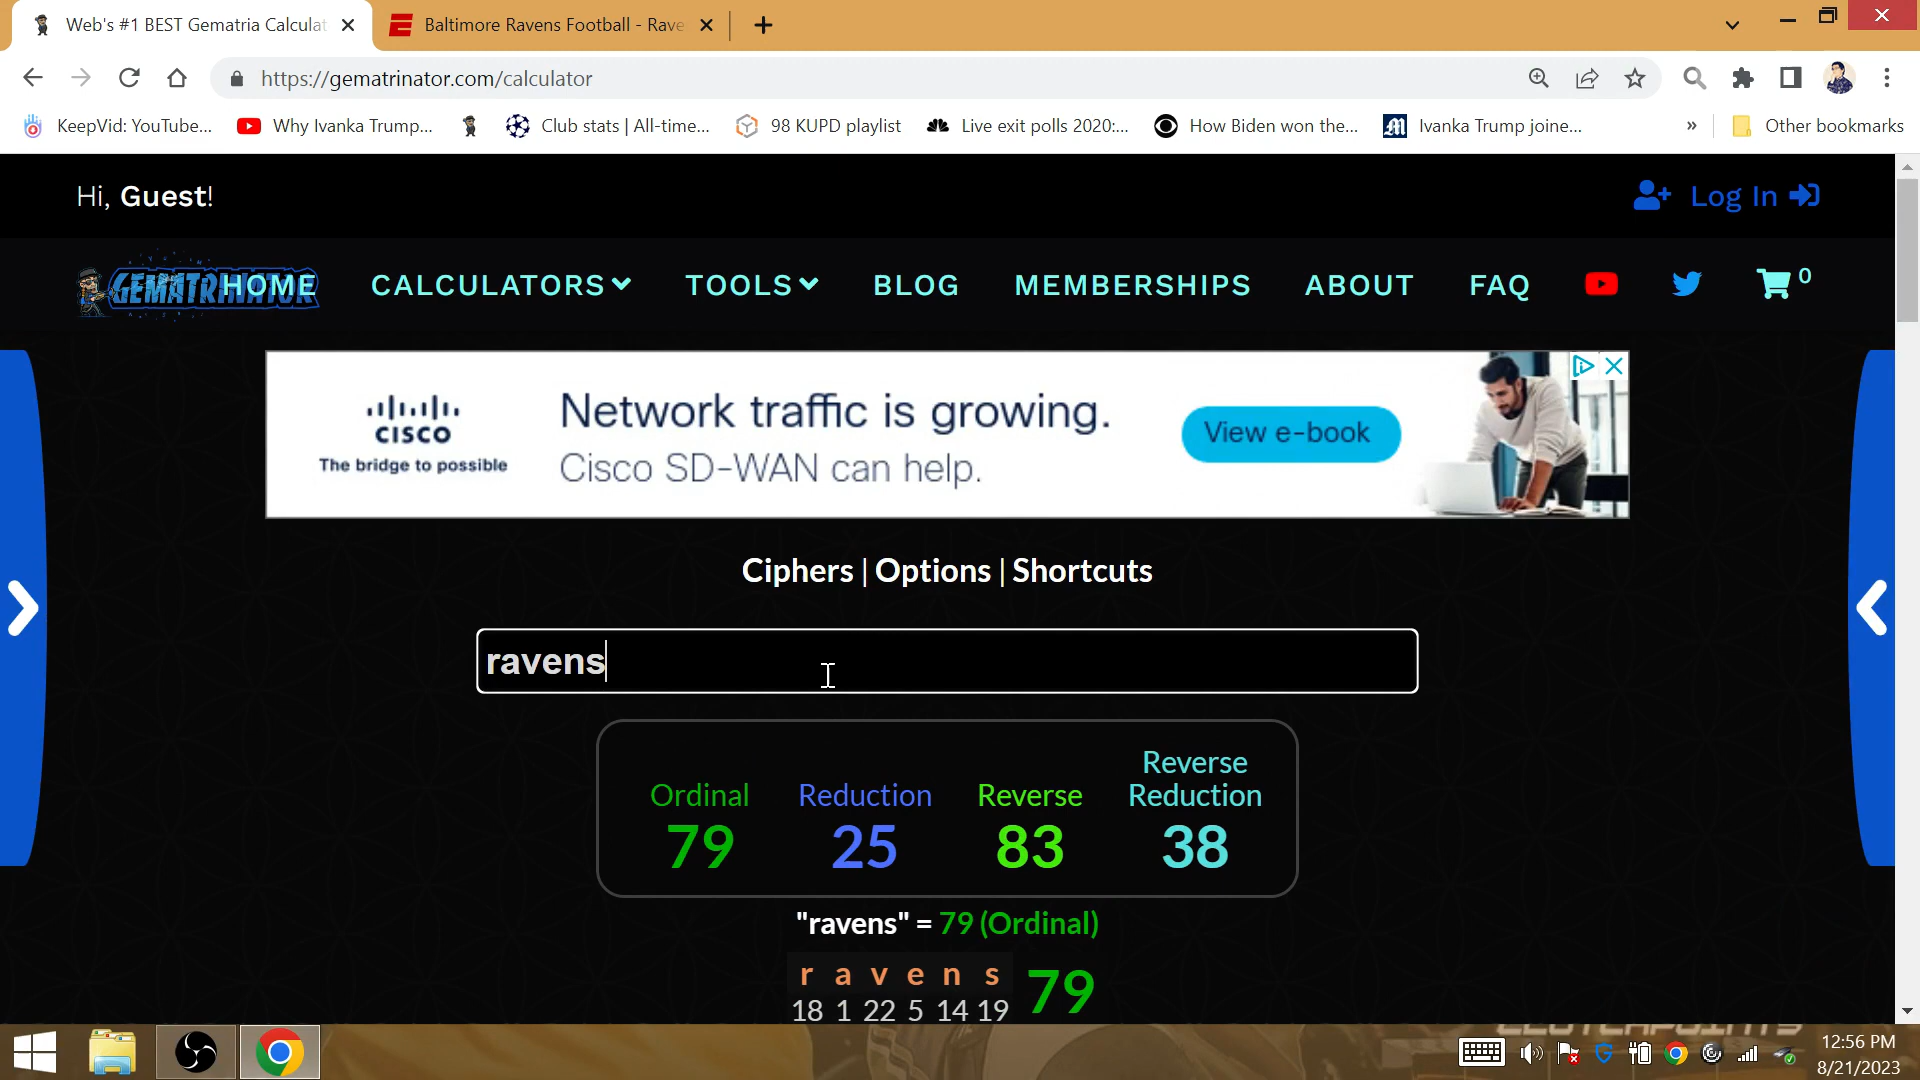 Web's #1 BEST Gematria Calculat
Baltimore Ravens Football - Rave
https://gematrinator.com/calculator
KeepVid: YouTube...
Why Ivanka Trump...
Club stats | All-time...
98 KUPD playlist
Live exit polls 2020:...
How Biden won the...
Ivanka Trump joine...
»
Other bookmarks
Hi, Guest!
Log In
GEMATRINATOR
HOME
CALCULATORS
TOOLS
BLOG
MEMBERSHIPS
ABOUT
FAQ
0
CISCO
The bridge to possible
Network traffic is growing.
Cisco SD-WAN can help.
View e-book
Ciphers | Options | Shortcuts
ravens
Ordinal
Reduction
Reverse
Reverse Reduction
79
25
83
38
"ravens" = 79 (Ordinal)
r a v e n s
79
18 1 22 5 14 19
CLUTCHPOINTS
12:56 PM
8/21/2023